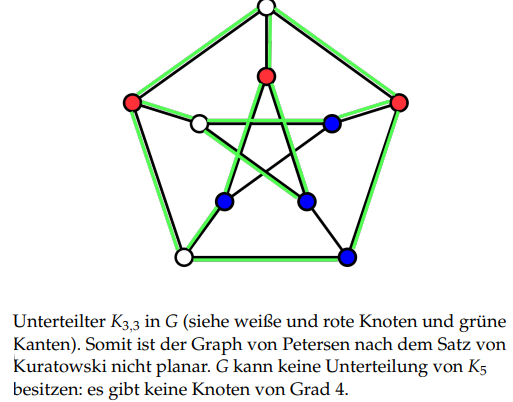 Unterteilter K3,3 in G (siehe weiße und rote Knoten und grüne
Kanten). Somit ist der Graph von Petersen nach dem Satz von
Kuratowski nicht planar. G kann keine Unterteilung von K5
besitzen: es gibt keine Knoten von Grad 4.